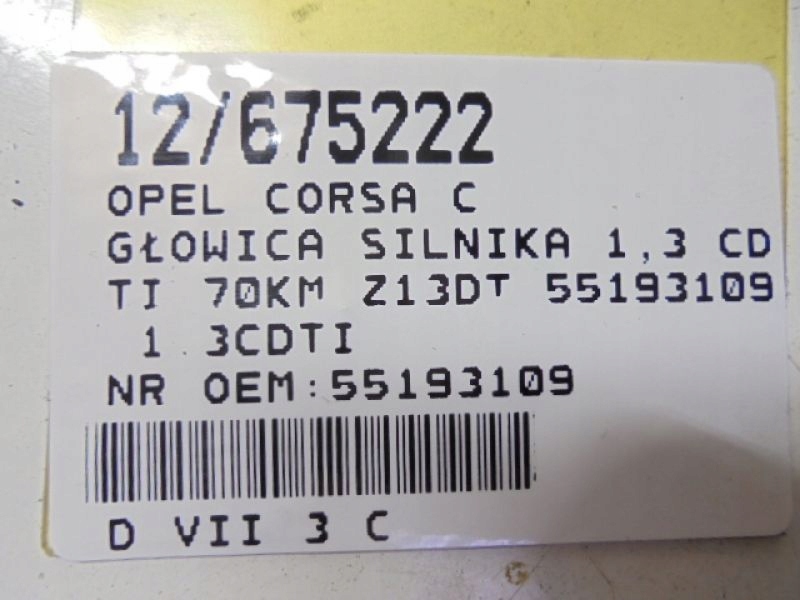 12/675222
OPEL CORSA C
GŁOWICA SILNIKA 1,3 CD
TI 70KM Z13DT 55193109
1.3CDTI
NR OEM:55193109
D VII 3 C